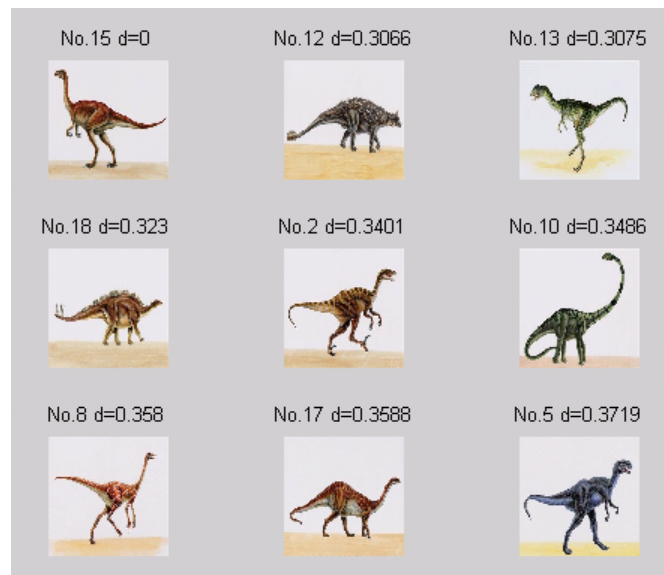 No.15 d=0
No.12 d=0.3066
No.13 d=0.3075
No.18 d=0.323
No.2 d=0.3401
No.10 d=0.3486
No.8 d=0.358
No.17 d=0.3588
No.5 d=0.3719